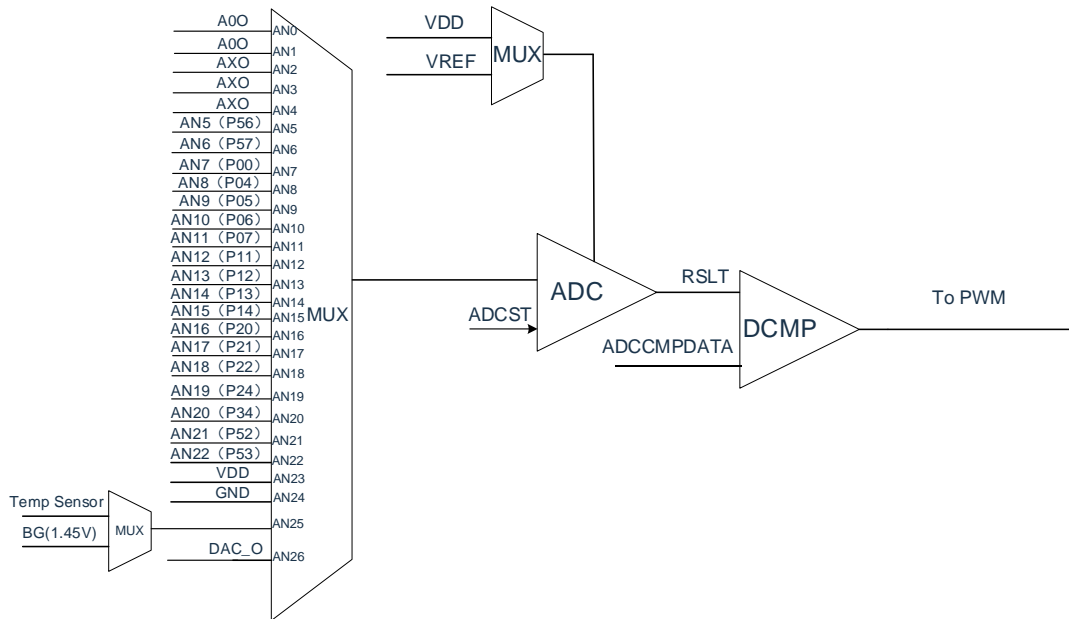 A0O
AN0
A0O
AN1
AXO
AN2
AXO
AN3
AXO
AN4
AN5（P56）
AN5
AN6（P57）
AN6
AN7（P00）
AN7
AN8（P04）
AN8
AN9（P05）
AN9
AN10（P06）
AN10
AN11（P07）
AN11
AN12（P11）
AN12
AN13（P12）
AN13
AN14（P13）
AN14
AN15（P14）
AN15
AN16（P20）
AN16
AN17（P21）
AN17
AN18（P22）
AN18
AN19（P24）
AN19
AN20（P34）
AN20
AN21（P52）
AN21
AN22（P53）
AN22
VDD
AN23
GND
AN24
Temp Sensor
BG(1.45V)
MUX
AN25
DAC_O
AN26
MUX
VDD
VREF
MUX
ADC
ADCST
RSLT
ADCCMPDATA
DCMP
To PWM